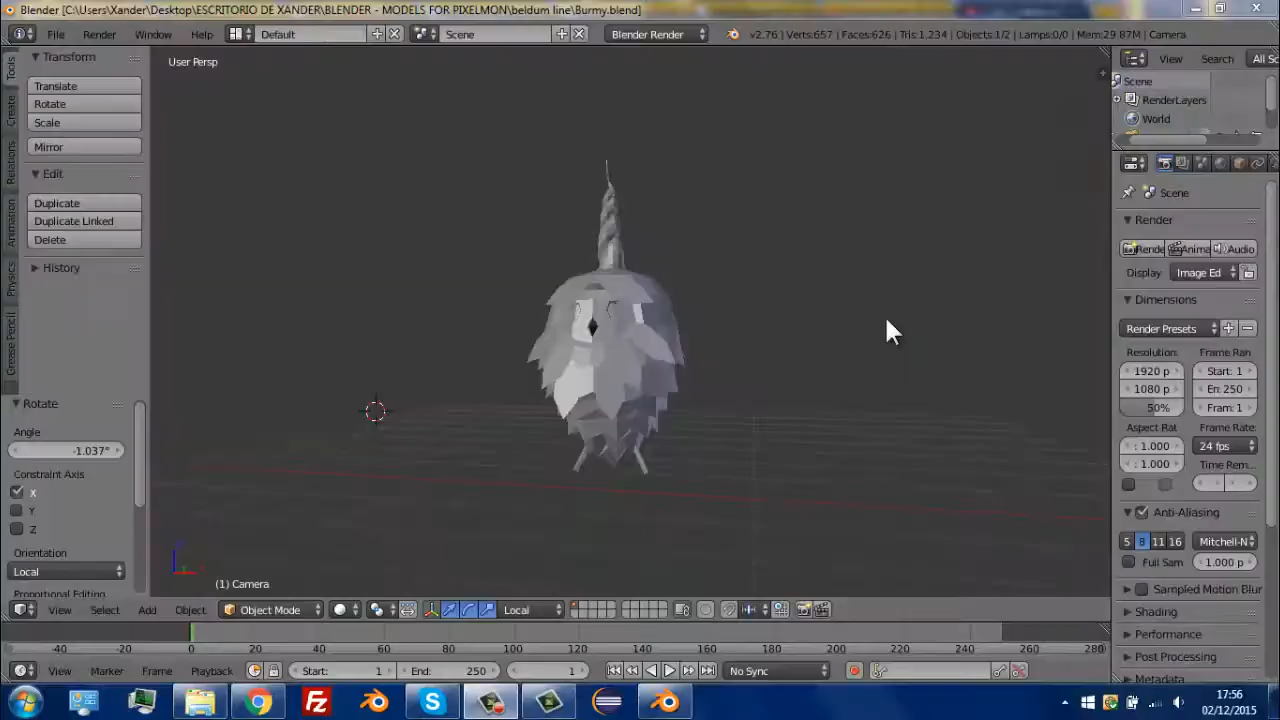 Blender [C:\Users\Xander\Desktop\ESCRITORIO DE XANDER\BLENDER - MODELS FOR PIXELMON\beldum line\Burmy.blend]
File Render Window Help Default Scene Blender Render v2.76 | Verts:657 | Faces:626 | Tris:1,234 | Objects:1/2 | Lamps:0/0 | Mem:29.87M | Camera
Tools
Create
Relations
Animation
Physics
Grease Pencil
Transform
Translate
Rotate
Scale
Mirror
Edit
Duplicate
Duplicate Linked
Delete
History
Rotate
Angle
-1.037°
Constraint Axis
X
Y
Z
Orientation
Local
Proportional Editing
User Persp
(1) Camera
View Select Add Object Object Mode Local
-40 -20 0 20 40 60 80 100 120 140 160 180 200 220 240 260 280
View Marker Frame Playback Start: 1 End: 250 1 No Sync
View Search All Sc
Scene
RenderLayers
World
Scene
Render
Rende Anima Audio
Display Image Ed
Dimensions
Render Presets
Resolution: Frame Ran
1920 p Start: 1
1080 p En: 250
50% Fram: 1
Aspect Rat Frame Rate:
: 1.000 24 fps
: 1.000 Time Rem...
Anti-Aliasing
5 8 11 16 Mitchell-N
Full Sam : 1.000 p
Sampled Motion Blur
Shading
Performance
Post Processing
Metadata
17:56
02/12/2015